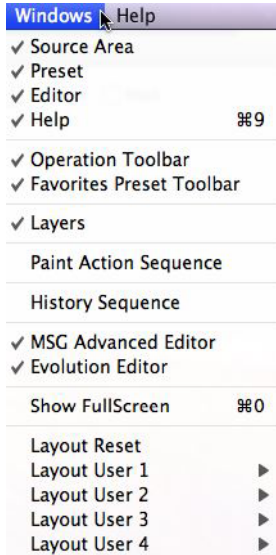 Windows Help
✓ Source Area
✓ Preset
✓ Editor
✓ Help ⌘9
✓ Operation Toolbar
✓ Favorites Preset Toolbar
✓ Layers
Paint Action Sequence
History Sequence
✓ MSG Advanced Editor
✓ Evolution Editor
Show FullScreen ⌘0
Layout Reset
Layout User 1 ▶
Layout User 2 ▶
Layout User 3 ▶
Layout User 4 ▶